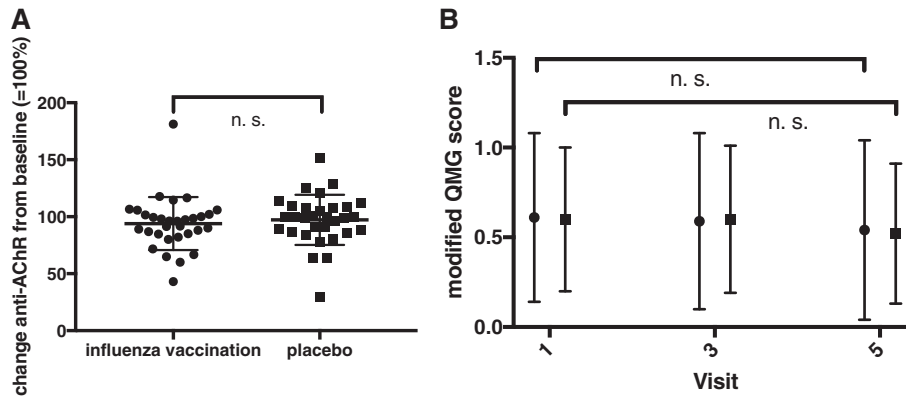 A
change anti-AChR from baseline (=100%)
200
150
100
50
0
n. s.
influenza vaccination
placebo
B
modified QMG score
1.5
1.0
0.5
0.0
n. s.
n. s.
1
3
5
Visit